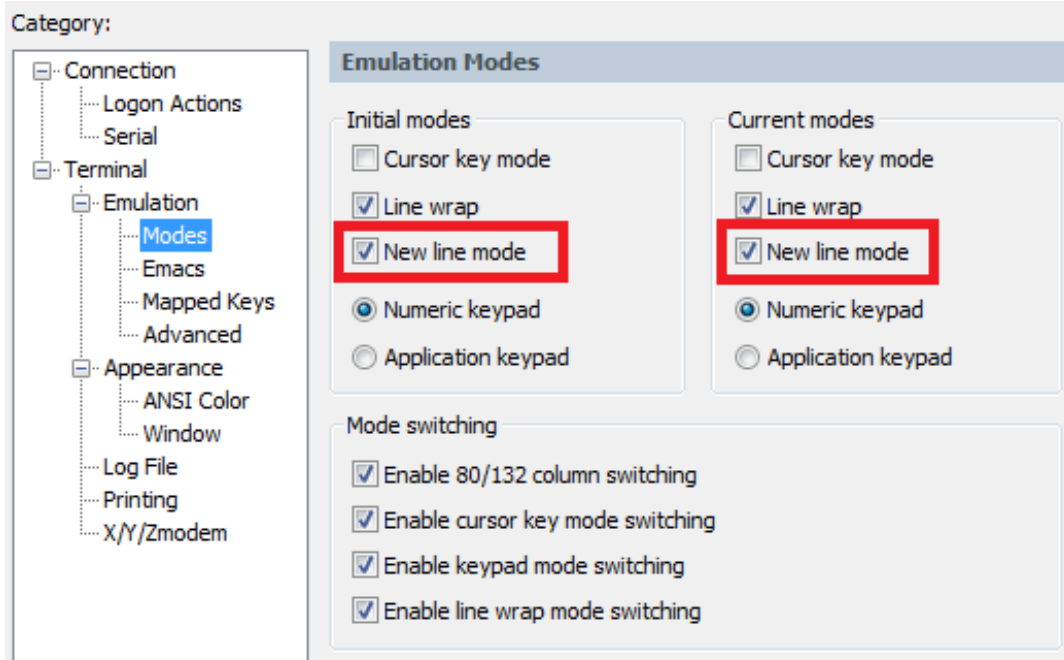 Category:
Connection
Logon Actions
Serial
Terminal
Emulation
Modes
Emacs
Mapped Keys
Advanced
Appearance
ANSI Color
Window
Log File
Printing
X/Y/Zmodem
Emulation Modes
Initial modes
Cursor key mode
Line wrap
New line mode
Numeric keypad
Application keypad
Current modes
Cursor key mode
Line wrap
New line mode
Numeric keypad
Application keypad
Mode switching
Enable 80/132 column switching
Enable cursor key mode switching
Enable keypad mode switching
Enable line wrap mode switching